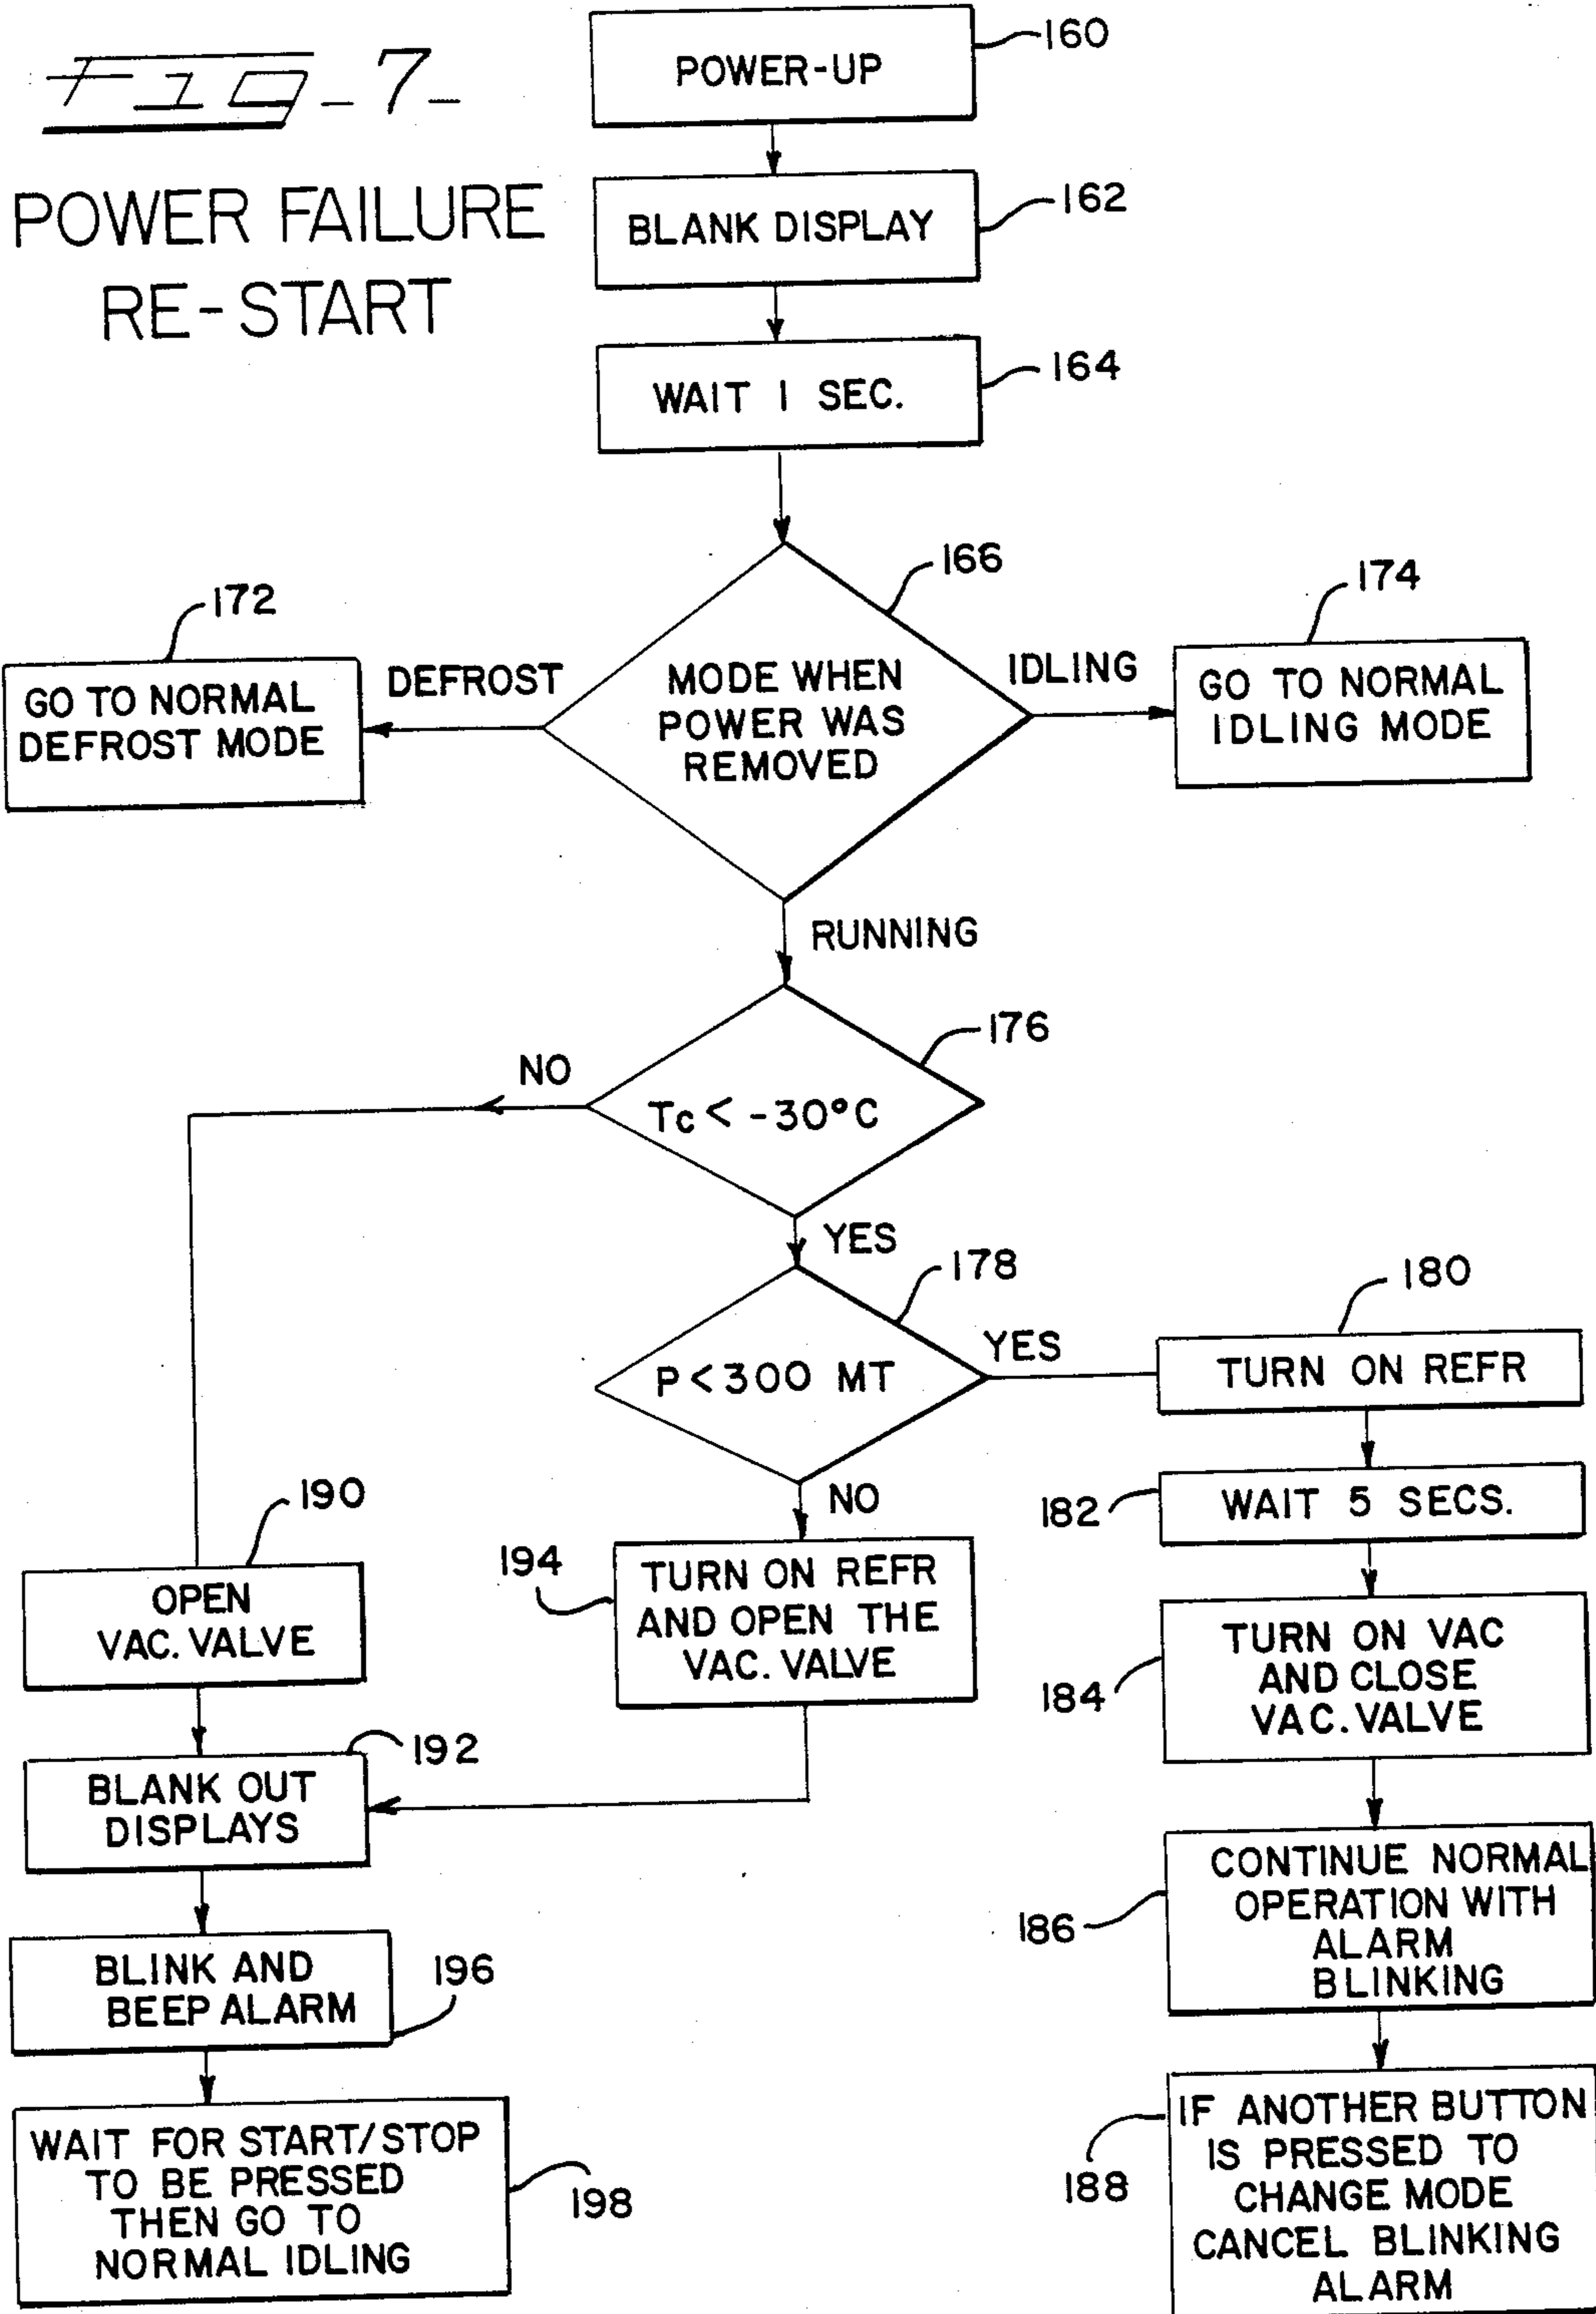 Fig-7-
POWER FAILURE
RE-START
POWER-UP
160
BLANK DISPLAY
162
WAIT 1 SEC.
164
166
MODE WHEN
POWER WAS
REMOVED
DEFROST
172
GO TO NORMAL
DEFROST MODE
IDLING
174
GO TO NORMAL
IDLING MODE
RUNNING
176
Tc < -30°C
NO
YES
178
P < 300 MT
YES
180
TURN ON REFR
182
WAIT 5 SECS.
184
TURN ON VAC
AND CLOSE
VAC. VALVE
186
CONTINUE NORMAL
OPERATION WITH
ALARM
BLINKING
188
IF ANOTHER BUTTON
IS PRESSED TO
CHANGE MODE
CANCEL BLINKING
ALARM
NO
194
TURN ON REFR
AND OPEN THE
VAC. VALVE
190
OPEN
VAC. VALVE
192
BLANK OUT
DISPLAYS
BLINK AND
BEEP ALARM
196
WAIT FOR START/STOP
TO BE PRESSED
THEN GO TO
NORMAL IDLING
198